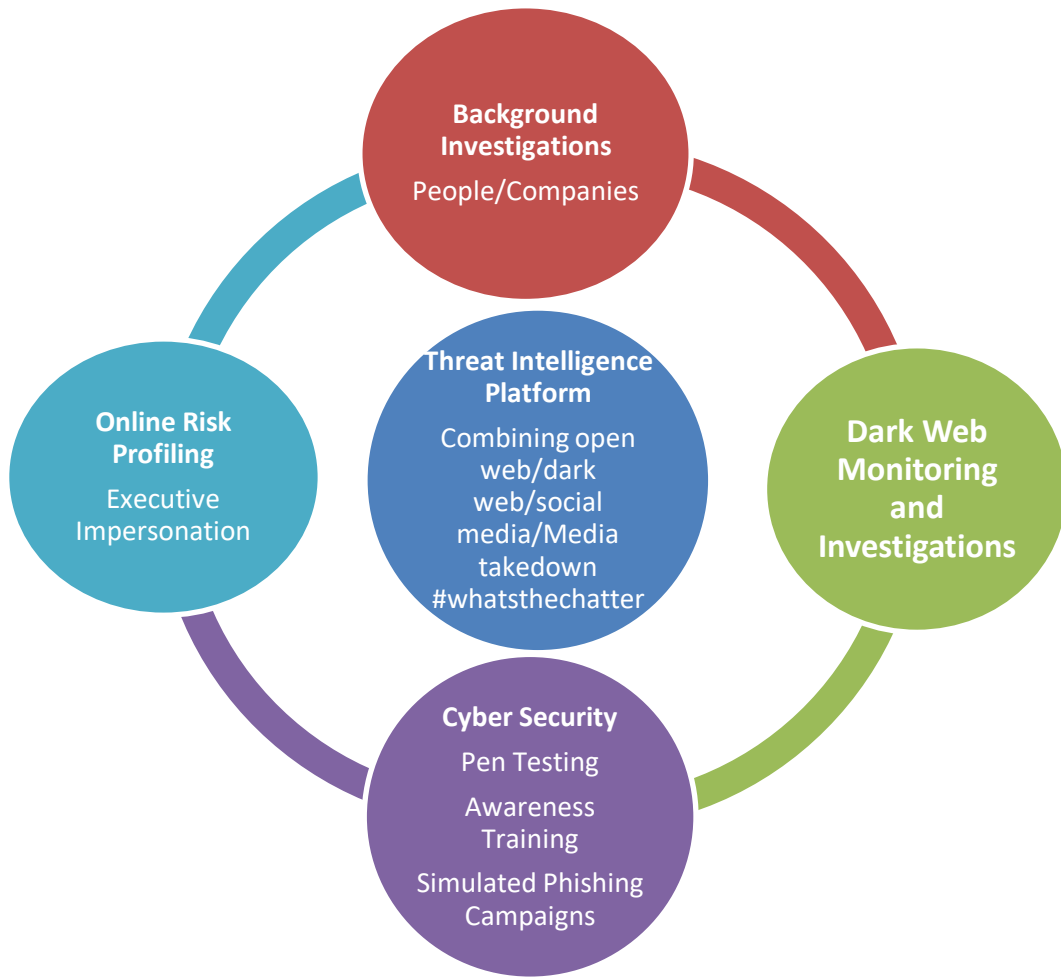 Background
Investigations
People/Companies
Online Risk
Profiling
Executive
Impersonation
Threat Intelligence
Platform
Combining open
web/dark
web/social
media/Media
takedown
#whatsthechatter
Dark Web
Monitoring
and
Investigations
Cyber Security
Pen Testing
Awareness
Training
Simulated Phishing
Campaigns